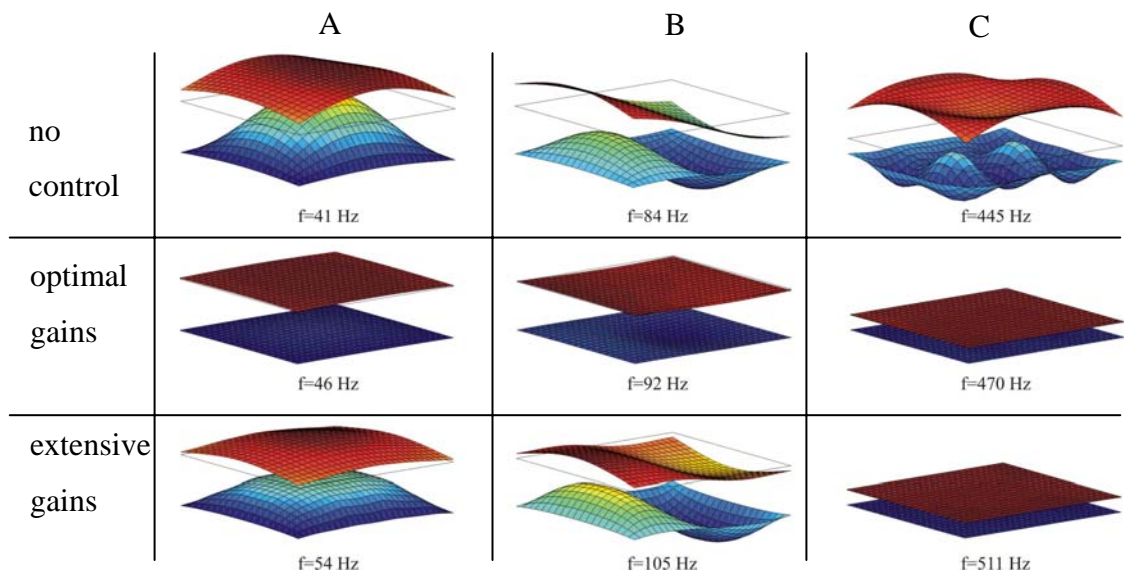 A B C
no
control
f=41 Hz f=84 Hz f=445 Hz
optimal
gains
f=46 Hz f=92 Hz f=470 Hz
extensive
gains
f=54 Hz f=105 Hz f=511 Hz